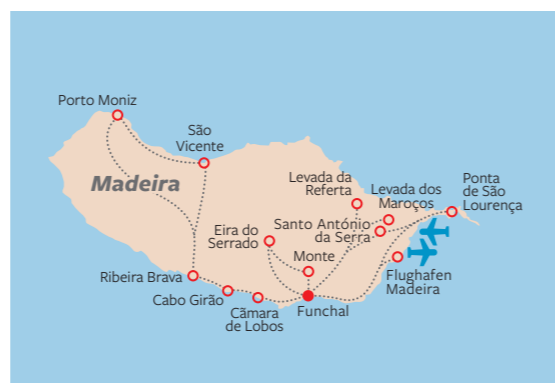 Porto Moniz
São
Vicente
Madeira
Levada da
Referta
Levada dos
Maroços
Ponta
de São
Lourença
Eira do
Serrado
Santo António
da Serra
Monte
Flughafen
Madeira
Ribeira Brava
Cabo Girão
Cãmara
de Lobos
Funchal